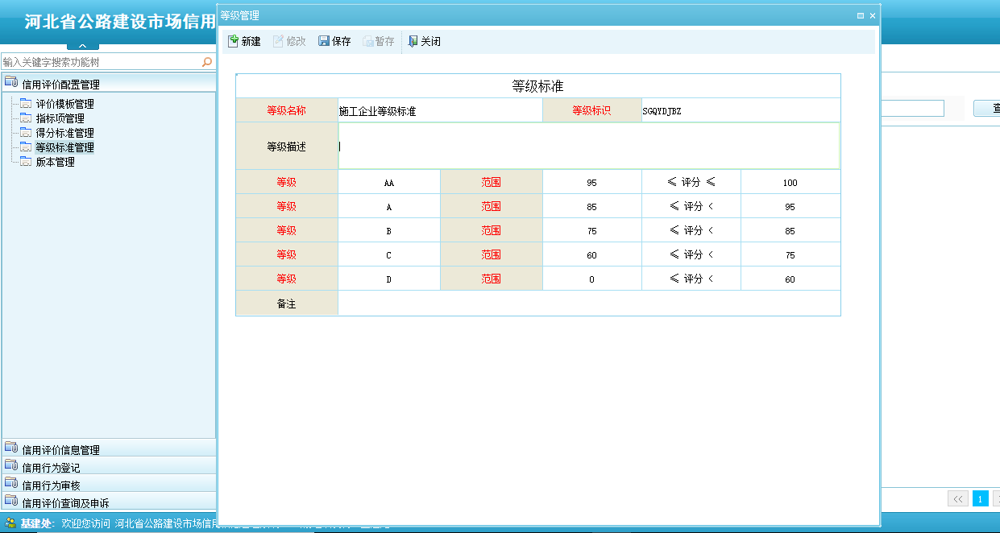 河北省公路建设市场信用
等级管理
新建 修改 保存 暂存 关闭
输入关键字搜索功能树
信用评价配置管理
评价模板管理
指标项管理
得分标准管理
等级标准管理
版本管理
等级标准
等级名称 施工企业等级标准 等级标识 SGQYDJBZ
等级描述
等级 AA 范围 95 ≤ 评分 ≤ 100
等级 A 范围 85 ≤ 评分 < 95
等级 B 范围 75 ≤ 评分 < 85
等级 C 范围 60 ≤ 评分 < 75
等级 D 范围 0 ≤ 评分 < 60
备注
查
信用评价信息管理
信用行为登记
信用行为审核
信用评价查询及申诉
<< 1
基建处: 欢迎您访问 河北省公路建设市场信用